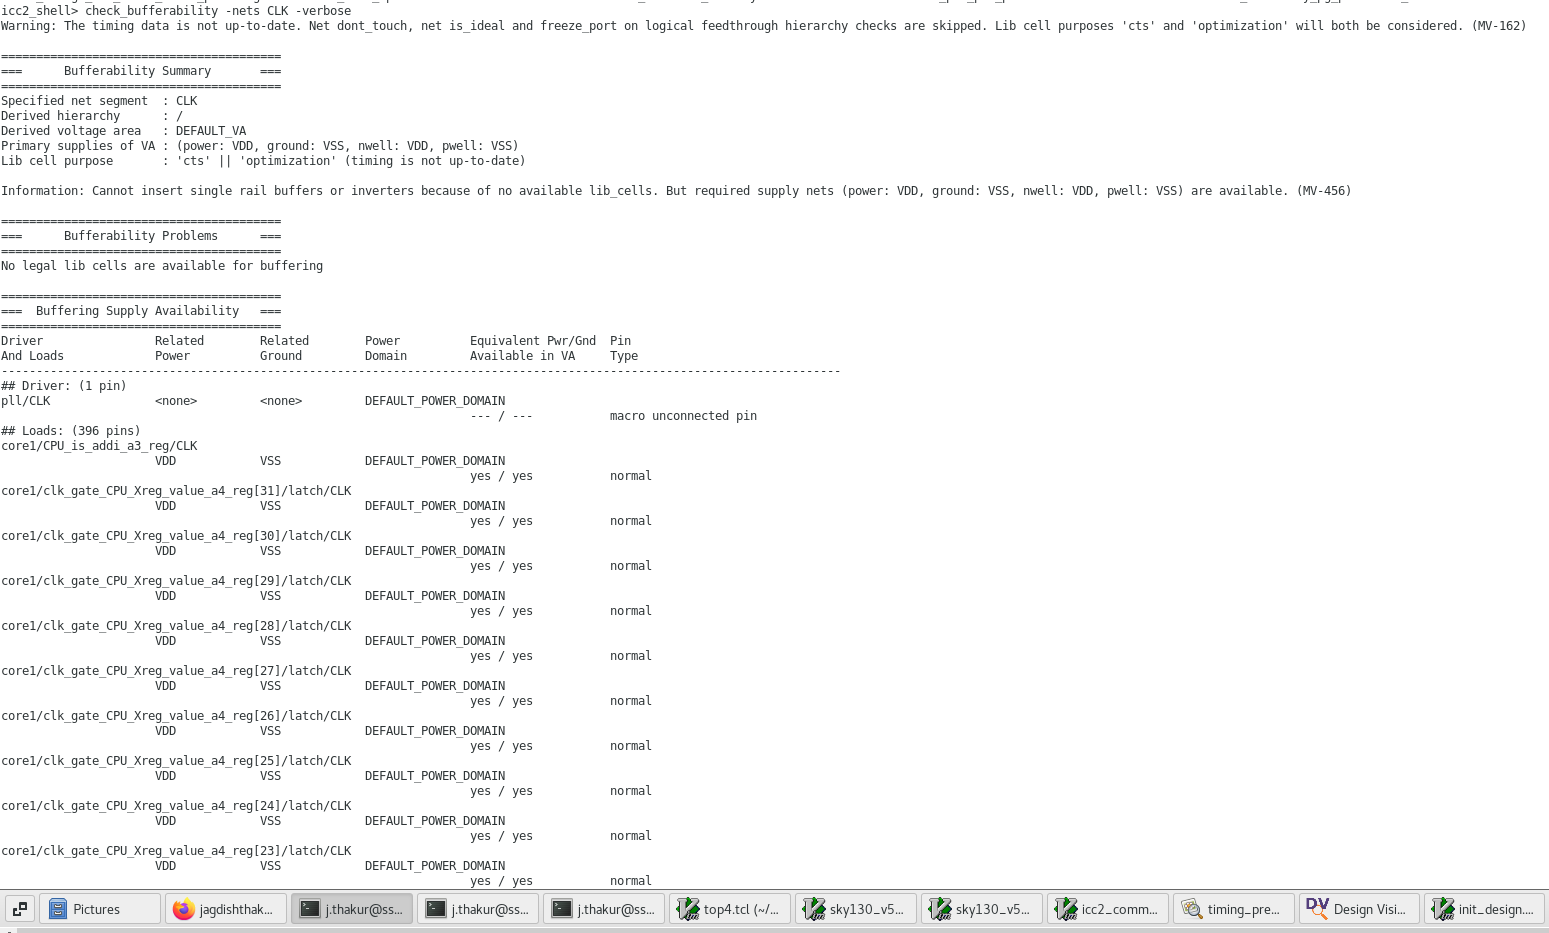 icc2_shell> check_bufferability -nets CLK -verbose
Warning: The timing data is not up-to-date. Net dont_touch, net is_ideal and freeze_port on logical feedthrough hierarchy checks are skipped. Lib cell purposes 'cts' and 'optimization' will both be considered. (MV-162)
========================================
===      Bufferability Summary       ===
========================================
Specified net segment  : CLK
Derived hierarchy      : /
Derived voltage area   : DEFAULT_VA
Primary supplies of VA : (power: VDD, ground: VSS, nwell: VDD, pwell: VSS)
Lib cell purpose       : 'cts' || 'optimization' (timing is not up-to-date)
Information: Cannot insert single rail buffers or inverters because of no available lib_cells. But required supply nets (power: VDD, ground: VSS, nwell: VDD, pwell: VSS) are available. (MV-456)
========================================
===      Bufferability Problems      ===
========================================
No legal lib cells are available for buffering
========================================
===  Buffering Supply Availability   ===
========================================
Driver                Related        Related        Power          Equivalent Pwr/Gnd  Pin
And Loads             Power          Ground         Domain         Available in VA     Type
------------------------------------------------------------------------------------------------------------------------
## Driver: (1 pin)
pll/CLK               <none>         <none>         DEFAULT_POWER_DOMAIN
--- / ---           macro unconnected pin
## Loads: (396 pins)
core1/CPU_is_addi_a3_reg/CLK
VDD            VSS            DEFAULT_POWER_DOMAIN
yes / yes           normal
core1/clk_gate_CPU_Xreg_value_a4_reg[31]/latch/CLK
VDD            VSS            DEFAULT_POWER_DOMAIN
yes / yes           normal
core1/clk_gate_CPU_Xreg_value_a4_reg[30]/latch/CLK
VDD            VSS            DEFAULT_POWER_DOMAIN
yes / yes           normal
core1/clk_gate_CPU_Xreg_value_a4_reg[29]/latch/CLK
VDD            VSS            DEFAULT_POWER_DOMAIN
yes / yes           normal
core1/clk_gate_CPU_Xreg_value_a4_reg[28]/latch/CLK
VDD            VSS            DEFAULT_POWER_DOMAIN
yes / yes           normal
core1/clk_gate_CPU_Xreg_value_a4_reg[27]/latch/CLK
VDD            VSS            DEFAULT_POWER_DOMAIN
yes / yes           normal
core1/clk_gate_CPU_Xreg_value_a4_reg[26]/latch/CLK
VDD            VSS            DEFAULT_POWER_DOMAIN
yes / yes           normal
core1/clk_gate_CPU_Xreg_value_a4_reg[25]/latch/CLK
VDD            VSS            DEFAULT_POWER_DOMAIN
yes / yes           normal
core1/clk_gate_CPU_Xreg_value_a4_reg[24]/latch/CLK
VDD            VSS            DEFAULT_POWER_DOMAIN
yes / yes           normal
core1/clk_gate_CPU_Xreg_value_a4_reg[23]/latch/CLK
VDD            VSS            DEFAULT_POWER_DOMAIN
yes / yes           normal
Pictures  jagdishthak...  j.thakur@ss...  j.thakur@ss...  j.thakur@ss...  top4.tcl (~/...  sky130_v5...  sky130_v5...  icc2_comm...  timing_pre...  DV Design Visi...  init_design....